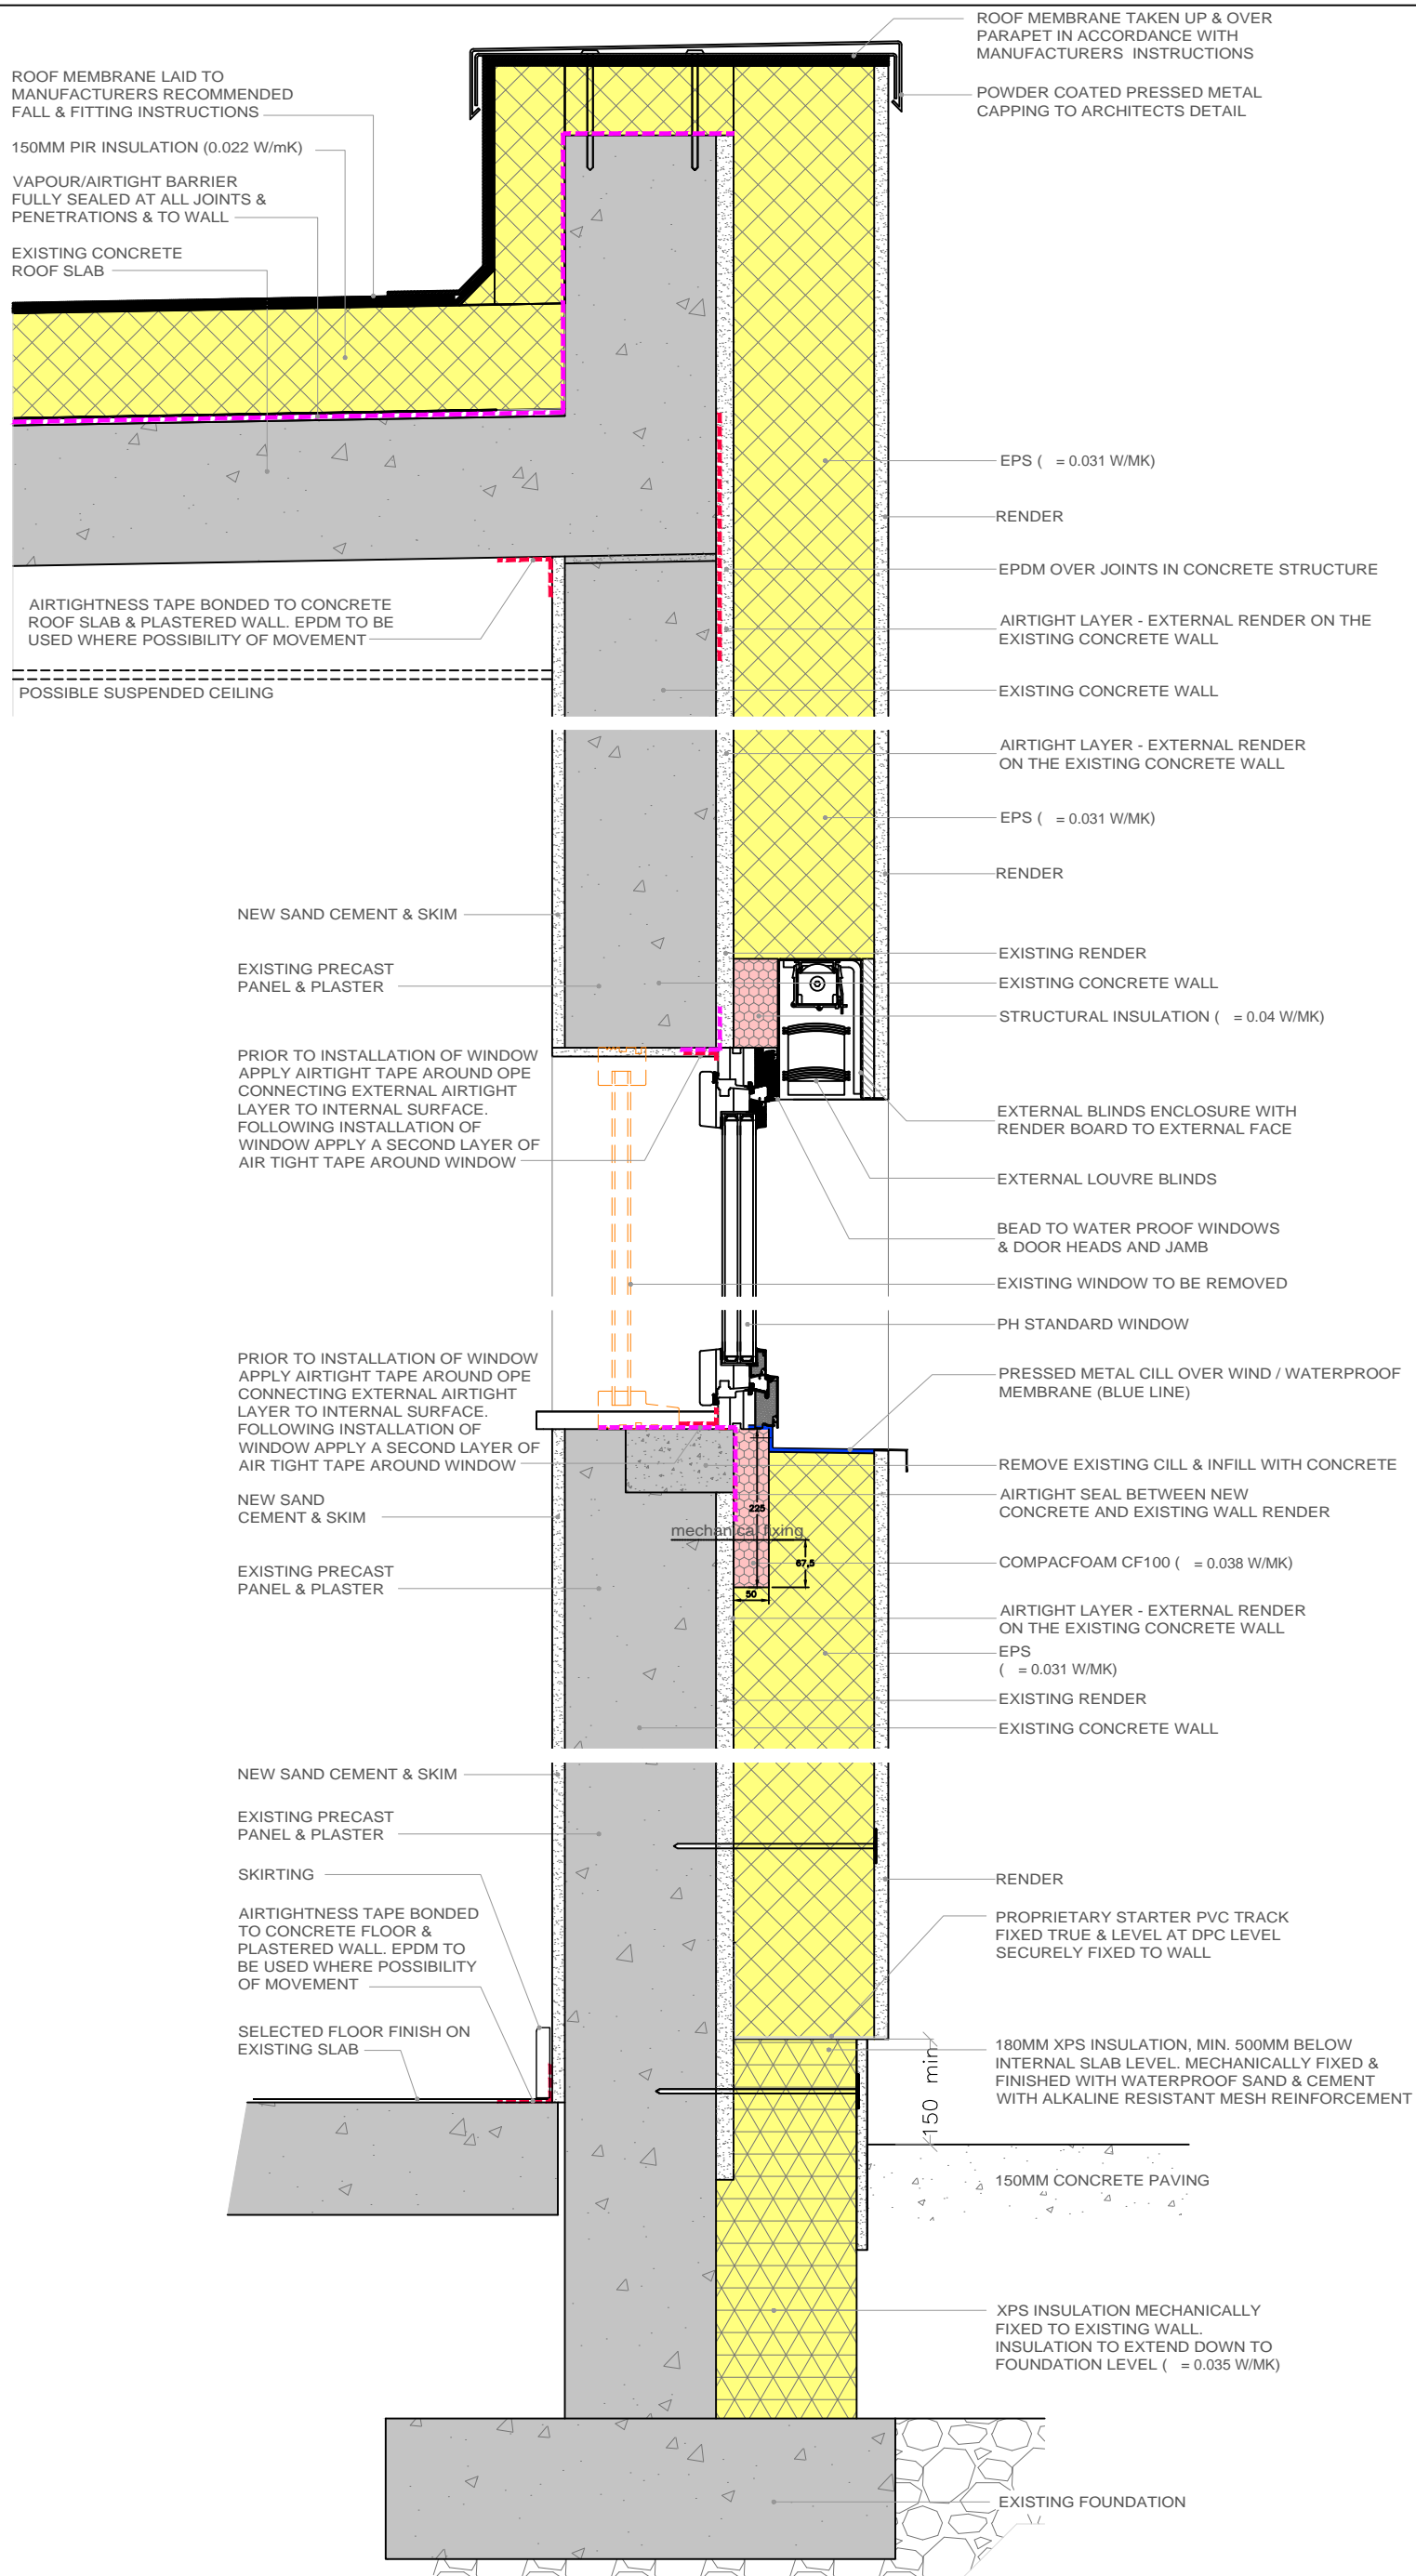 ROOF MEMBRANE TAKEN UP & OVER
PARAPET IN ACCORDANCE WITH
MANUFACTURERS INSTRUCTIONS
POWDER COATED PRESSED METAL
CAPPING TO ARCHITECTS DETAIL
ROOF MEMBRANE LAID TO
MANUFACTURERS RECOMMENDED
FALL & FITTING INSTRUCTIONS
150MM PIR INSULATION (0.022 W/mK)
VAPOUR/AIRTIGHT BARRIER
FULLY SEALED AT ALL JOINTS &
PENETRATIONS & TO WALL
EXISTING CONCRETE
ROOF SLAB
EPS ( = 0.031 W/MK)
RENDER
EPDM OVER JOINTS IN CONCRETE STRUCTURE
AIRTIGHTNESS TAPE BONDED TO CONCRETE
ROOF SLAB & PLASTERED WALL. EPDM TO BE
USED WHERE POSSIBILITY OF MOVEMENT
AIRTIGHT LAYER - EXTERNAL RENDER ON THE
EXISTING CONCRETE WALL
POSSIBLE SUSPENDED CEILING
EXISTING CONCRETE WALL
AIRTIGHT LAYER - EXTERNAL RENDER
ON THE EXISTING CONCRETE WALL
EPS ( = 0.031 W/MK)
RENDER
NEW SAND CEMENT & SKIM
EXISTING PRECAST
PANEL & PLASTER
EXISTING RENDER
EXISTING CONCRETE WALL
STRUCTURAL INSULATION ( = 0.04 W/MK)
PRIOR TO INSTALLATION OF WINDOW
APPLY AIRTIGHT TAPE AROUND OPE
CONNECTING EXTERNAL AIRTIGHT
LAYER TO INTERNAL SURFACE.
FOLLOWING INSTALLATION OF
WINDOW APPLY A SECOND LAYER OF
AIR TIGHT TAPE AROUND WINDOW
EXTERNAL BLINDS ENCLOSURE WITH
RENDER BOARD TO EXTERNAL FACE
EXTERNAL LOUVRE BLINDS
BEAD TO WATER PROOF WINDOWS
& DOOR HEADS AND JAMB
EXISTING WINDOW TO BE REMOVED
PH STANDARD WINDOW
PRIOR TO INSTALLATION OF WINDOW
APPLY AIRTIGHT TAPE AROUND OPE
CONNECTING EXTERNAL AIRTIGHT
LAYER TO INTERNAL SURFACE.
FOLLOWING INSTALLATION OF
WINDOW APPLY A SECOND LAYER OF
AIR TIGHT TAPE AROUND WINDOW
PRESSED METAL CILL OVER WIND / WATERPROOF
MEMBRANE (BLUE LINE)
REMOVE EXISTING CILL & INFILL WITH CONCRETE
AIRTIGHT SEAL BETWEEN NEW
CONCRETE AND EXISTING WALL RENDER
NEW SAND
CEMENT & SKIM
225
mechanical fixing
67,5
50
COMPACFOAM CF100 ( = 0.038 W/MK)
EXISTING PRECAST
PANEL & PLASTER
AIRTIGHT LAYER - EXTERNAL RENDER
ON THE EXISTING CONCRETE WALL
EPS
( = 0.031 W/MK)
EXISTING RENDER
EXISTING CONCRETE WALL
NEW SAND CEMENT & SKIM
EXISTING PRECAST
PANEL & PLASTER
SKIRTING
RENDER
AIRTIGHTNESS TAPE BONDED
TO CONCRETE FLOOR &
PLASTERED WALL. EPDM TO
BE USED WHERE POSSIBILITY
OF MOVEMENT
PROPRIETARY STARTER PVC TRACK
FIXED TRUE & LEVEL AT DPC LEVEL
SECURELY FIXED TO WALL
SELECTED FLOOR FINISH ON
EXISTING SLAB
150 min
180MM XPS INSULATION, MIN. 500MM BELOW
INTERNAL SLAB LEVEL. MECHANICALLY FIXED &
FINISHED WITH WATERPROOF SAND & CEMENT
WITH ALKALINE RESISTANT MESH REINFORCEMENT
150MM CONCRETE PAVING
XPS INSULATION MECHANICALLY
FIXED TO EXISTING WALL.
INSULATION TO EXTEND DOWN TO
FOUNDATION LEVEL ( = 0.035 W/MK)
EXISTING FOUNDATION